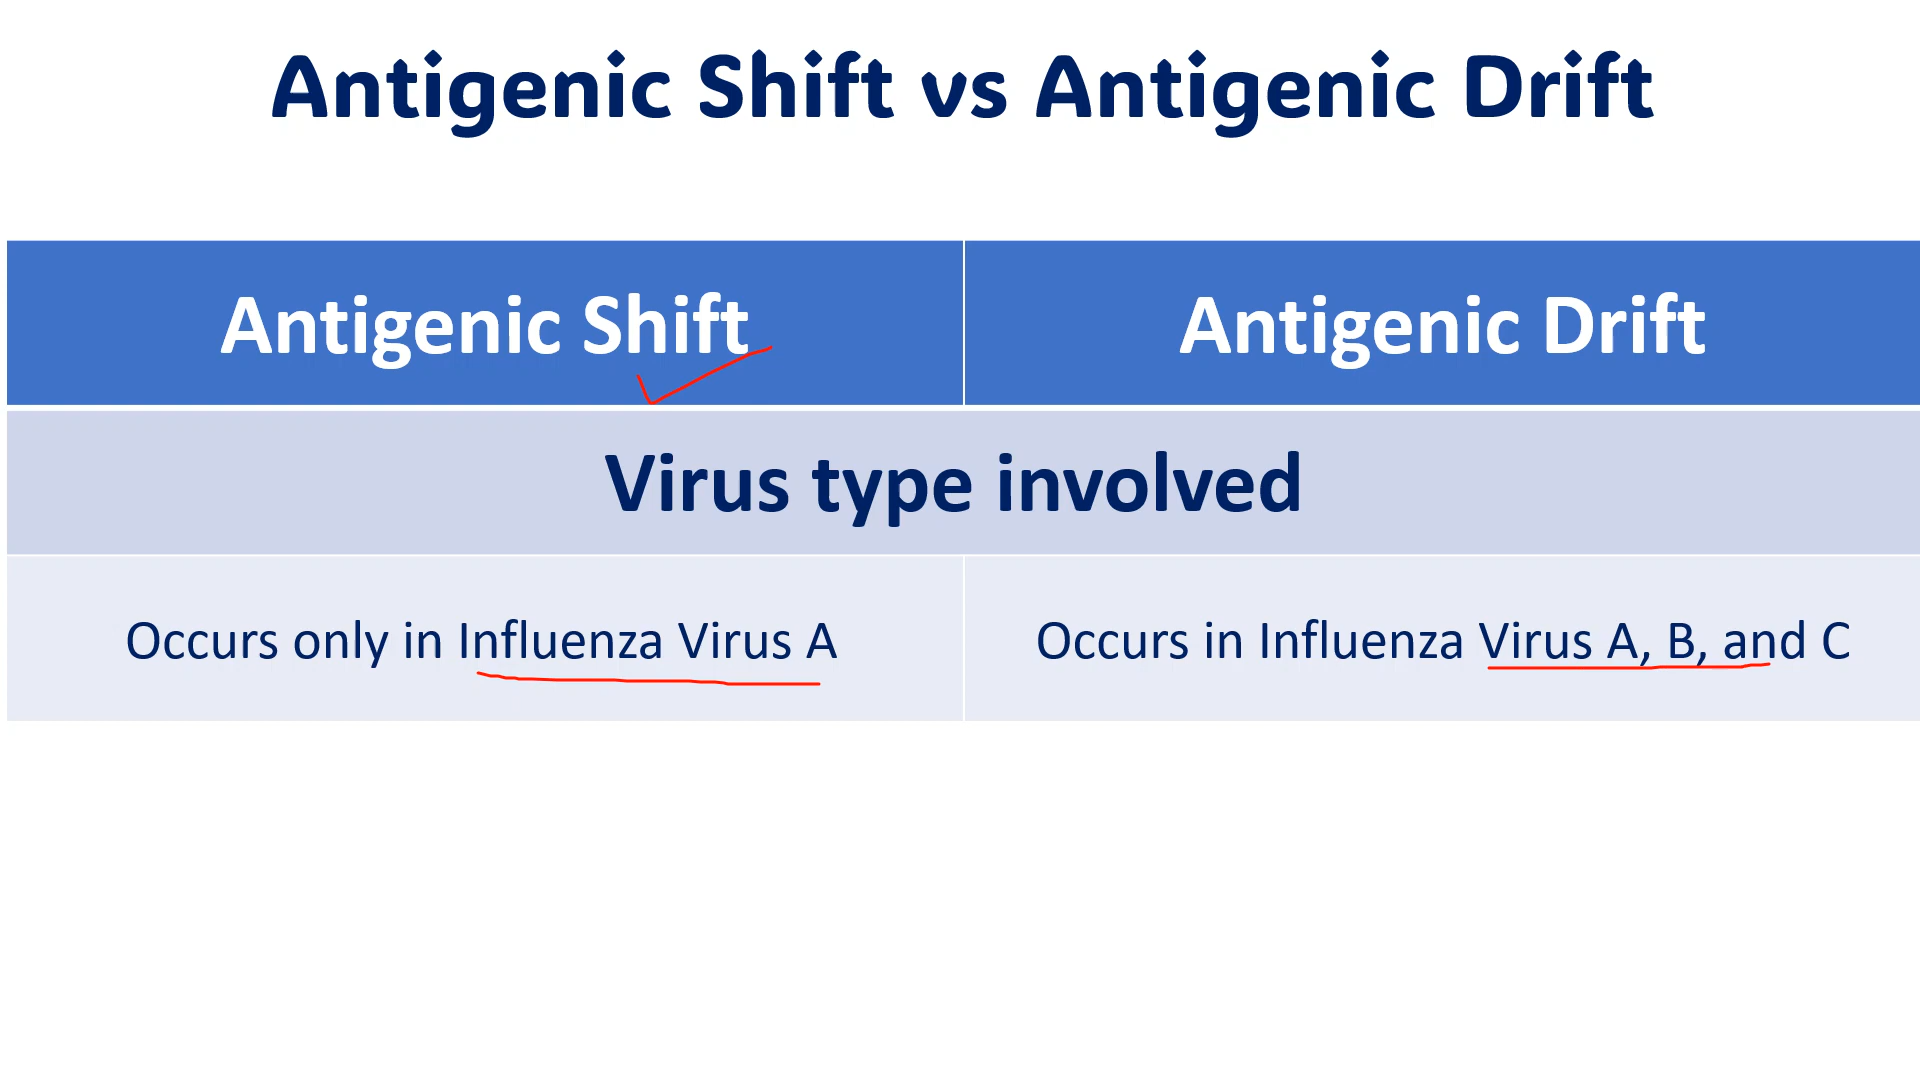 Antigenic Shift vs Antigenic Drift
Antigenic Shift
Antigenic Drift
Virus type involved
Occurs only in Influenza Virus A
Occurs in Influenza Virus A, B, and C